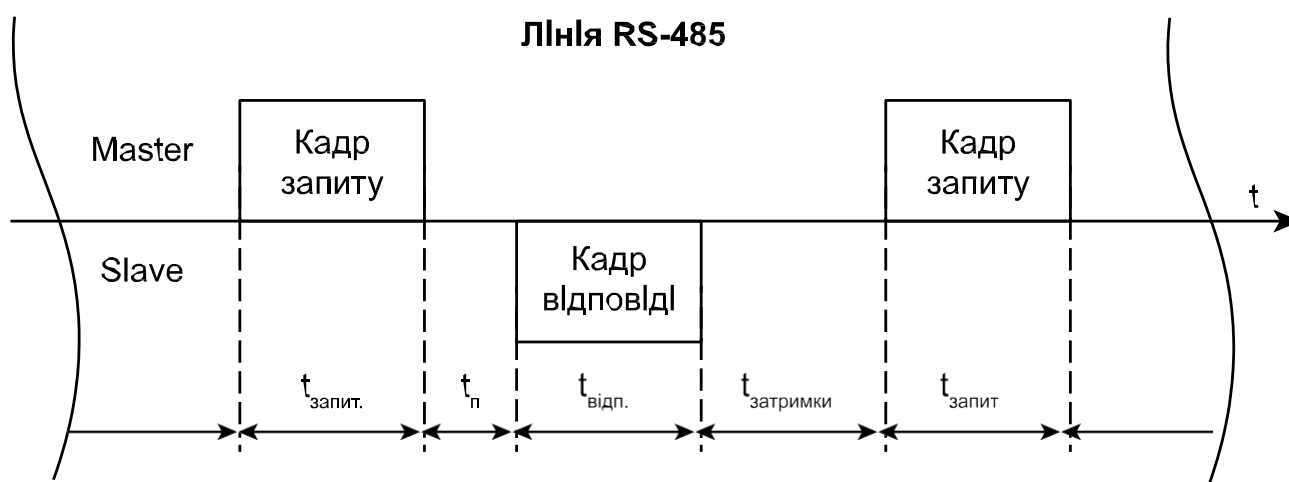 Лінія RS-485
Master
Кадр
запиту
Кадр
запиту
t
Slave
Кадр
відповіді
tзапит.
tп
tвідп.
tзатримки
tзапит